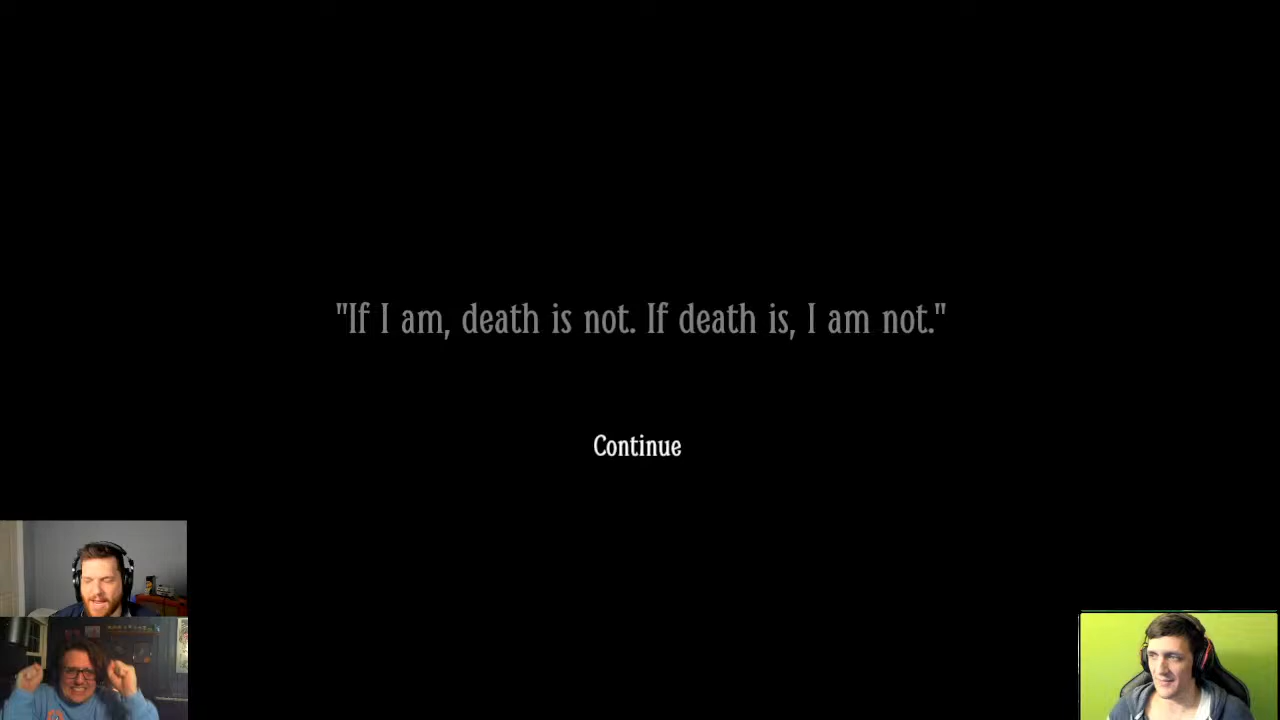 "If I am, death is not. If death is, I am not."
Continue